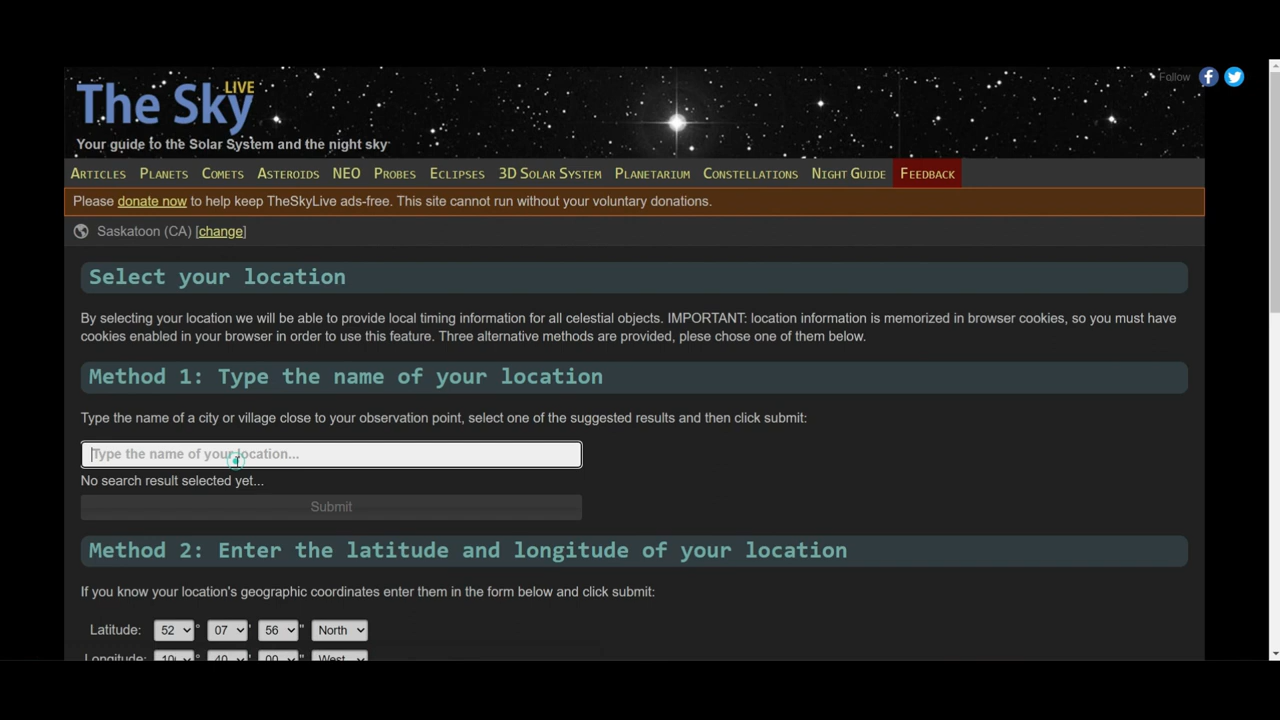 The Sky LIVE
Your guide to the Solar System and the night sky
Follow
ARTICLES PLANETS COMETS ASTEROIDS NEO PROBES ECLIPSES 3D SOLAR SYSTEM PLANETARIUM CONSTELLATIONS NIGHT GUIDE FEEDBACK
Please donate now to help keep TheSkyLive ads-free. This site cannot run without your voluntary donations.
Saskatoon (CA) [change]
Select your location
By selecting your location we will be able to provide local timing information for all celestial objects. IMPORTANT: location information is memorized in browser cookies, so you must have
cookies enabled in your browser in order to use this feature. Three alternative methods are provided, plese chose one of them below.
Method 1: Type the name of your location
Type the name of a city or village close to your observation point, select one of the suggested results and then click submit:
Type the name of your location...
No search result selected yet...
Submit
Method 2: Enter the latitude and longitude of your location
If you know your location's geographic coordinates enter them in the form below and click submit:
Latitude: 52 ° 07 ' 56 " North
Longitude: ° 40 ' 00 " West